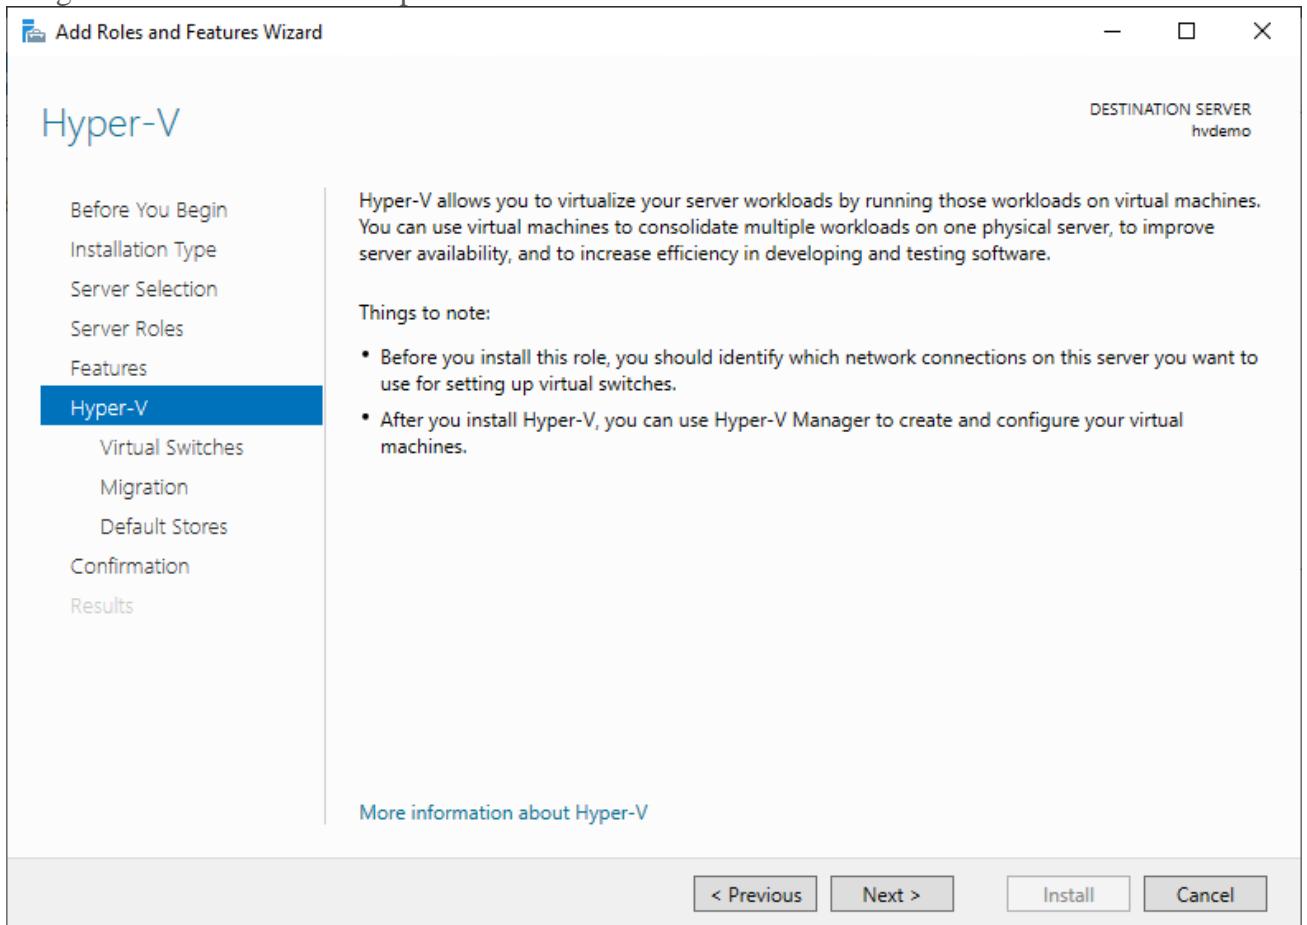 Add Roles and Features Wizard
Hyper-V
DESTINATION SERVER
hvdemo
Before You Begin
Installation Type
Server Selection
Server Roles
Features
Hyper-V
Virtual Switches
Migration
Default Stores
Confirmation
Results
Hyper-V allows you to virtualize your server workloads by running those workloads on virtual machines.
You can use virtual machines to consolidate multiple workloads on one physical server, to improve
server availability, and to increase efficiency in developing and testing software.
Things to note:
• Before you install this role, you should identify which network connections on this server you want to
use for setting up virtual switches.
• After you install Hyper-V, you can use Hyper-V Manager to create and configure your virtual
machines.
More information about Hyper-V
< Previous
Next >
Install
Cancel